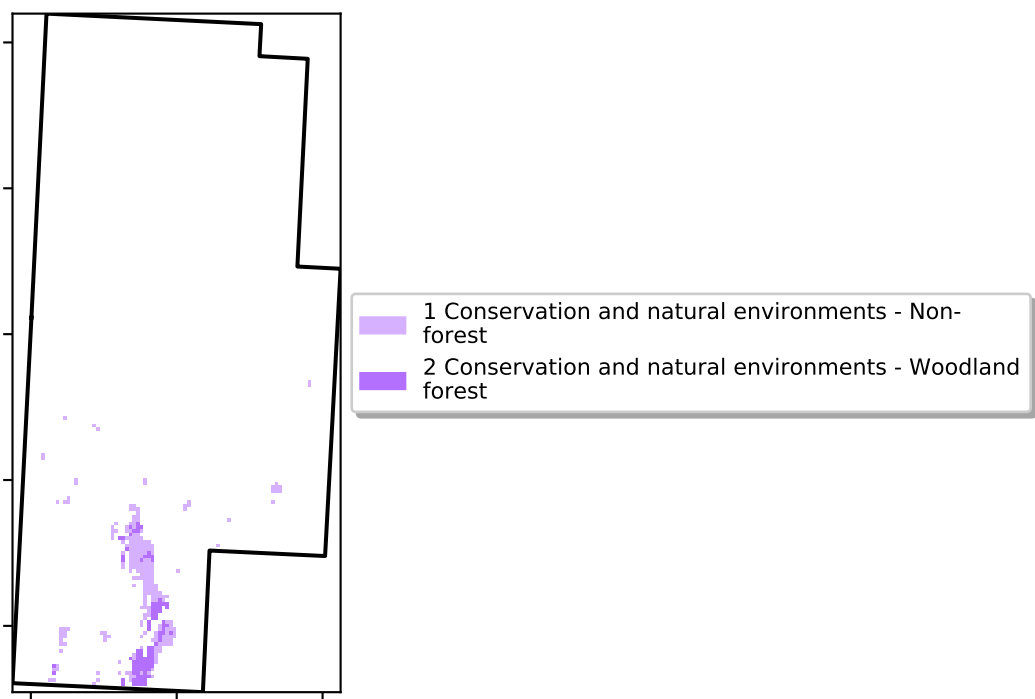 1 Conservation and natural environments - Non-
forest
2 Conservation and natural environments - Woodland
forest